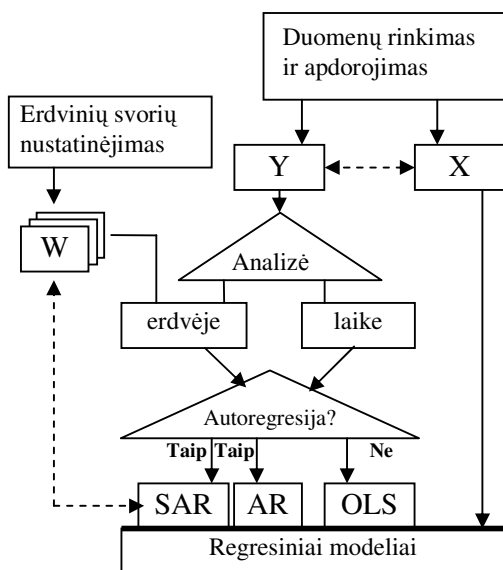 Duomenų rinkimas
ir apdorojimas
Erdvinių svorių
nustatinėjimas
Y
X
W
Analizė
erdvėje
laike
Autoregresija?
Taip
Taip
Ne
SAR
AR
OLS
Regresiniai modeliai